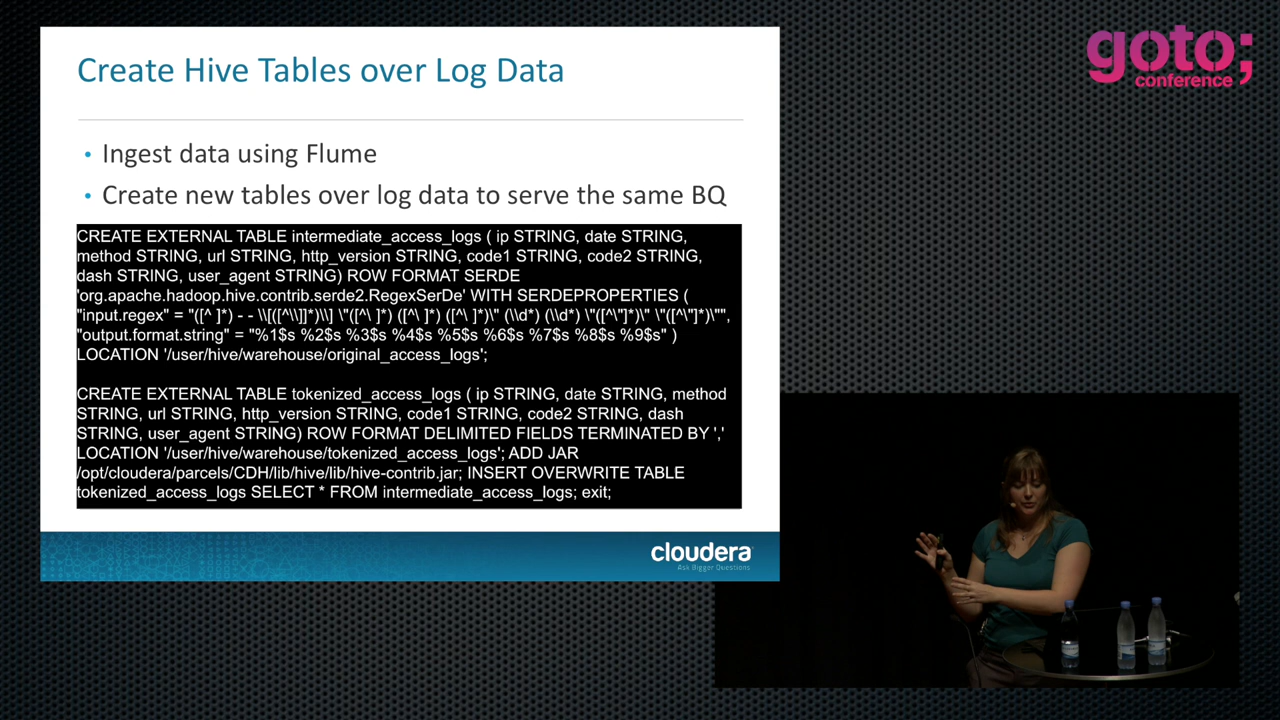 Create Hive Tables over Log Data
goto;
conference
• Ingest data using Flume
• Create new tables over log data to serve the same BQ
CREATE EXTERNAL TABLE intermediate_access_logs ( ip STRING, date STRING,
method STRING, url STRING, http_version STRING, code1 STRING, code2 STRING,
dash STRING, user_agent STRING) ROW FORMAT SERDE
'org.apache.hadoop.hive.contrib.serde2.RegexSerDe' WITH SERDEPROPERTIES (
"input.regex" = "([^ ]*) - - \\[([^\\]]*)\\] \"([^ ]*) ([^ ]*) ([^ ]*)\" (\\d*) (\\d*) \"([^\"]*)\" \"([^\"]*)\"",
"output.format.string" = "%1$s %2$s %3$s %4$s %5$s %6$s %7$s %8$s %9$s" )
LOCATION '/user/hive/warehouse/original_access_logs';
CREATE EXTERNAL TABLE tokenized_access_logs ( ip STRING, date STRING, method
STRING, url STRING, http_version STRING, code1 STRING, code2 STRING, dash
STRING, user_agent STRING) ROW FORMAT DELIMITED FIELDS TERMINATED BY ','
LOCATION '/user/hive/warehouse/tokenized_access_logs'; ADD JAR
/opt/cloudera/parcels/CDH/lib/hive/lib/hive-contrib.jar; INSERT OVERWRITE TABLE
tokenized_access_logs SELECT * FROM intermediate_access_logs; exit;
cloudera
Ask Bigger Questions